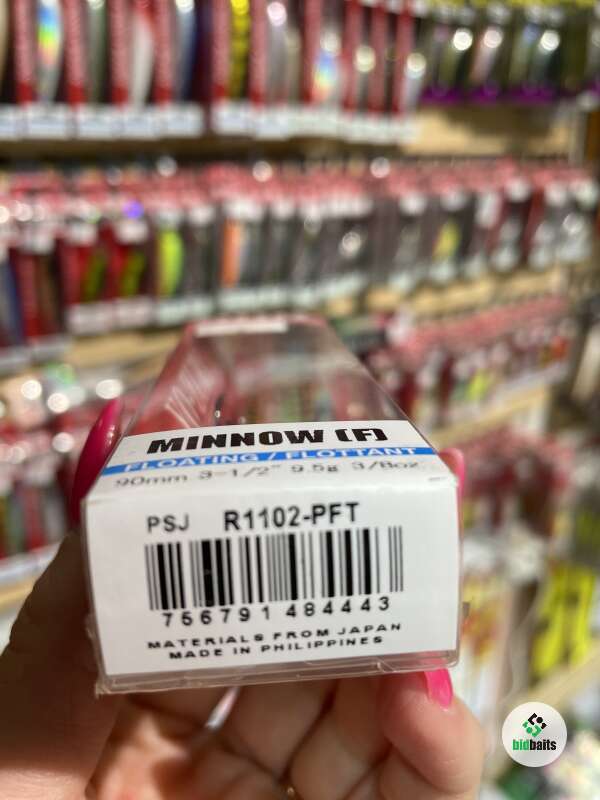 MINNOW (F)
FLOATING / FLOTTANT
90mm 3-1/2" 9.5g 3/8oz
PSJ R1102-PFT
756791 484443
MATERIALS FROM JAPAN
MADE IN PHILIPPINES
bidbaits